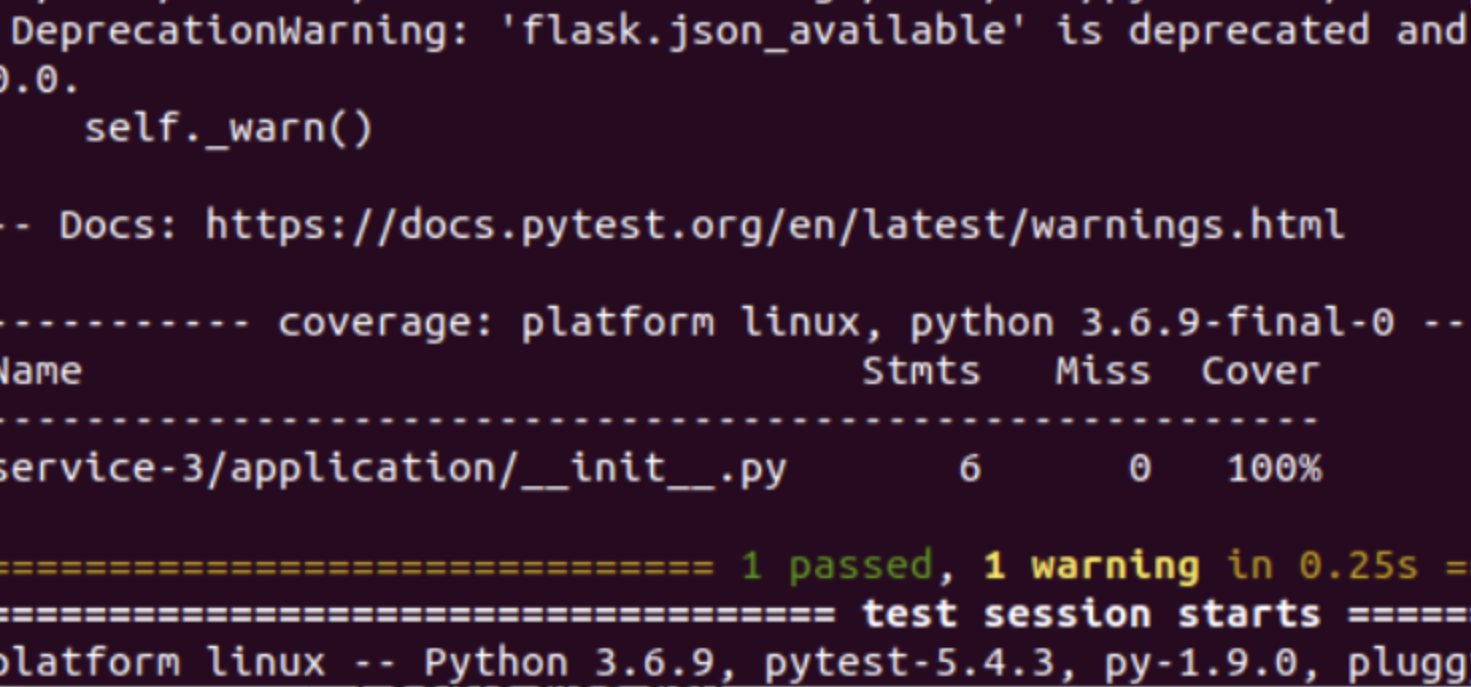 DeprecationWarning: 'flask.json_available' is deprecated and
0.0.
self._warn()
-- Docs: https://docs.pytest.org/en/latest/warnings.html
----------- coverage: platform linux, python 3.6.9-final-0 --
Name Stmts Miss Cover
-------------------------------------------------------
service-3/application/__init__.py 6 0 100%
============================== 1 passed, 1 warning in 0.25s =
=================================== test session starts =====
platform linux -- Python 3.6.9, pytest-5.4.3, py-1.9.0, plugg